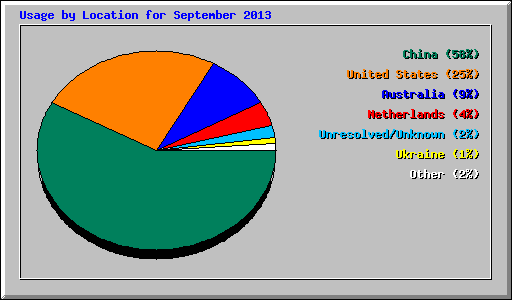 Usage by Location for September 2013
China (58%)
United States (25%)
Australia (9%)
Netherlands (4%)
Unresolved/Unknown (2%)
Ukraine (1%)
Other (2%)